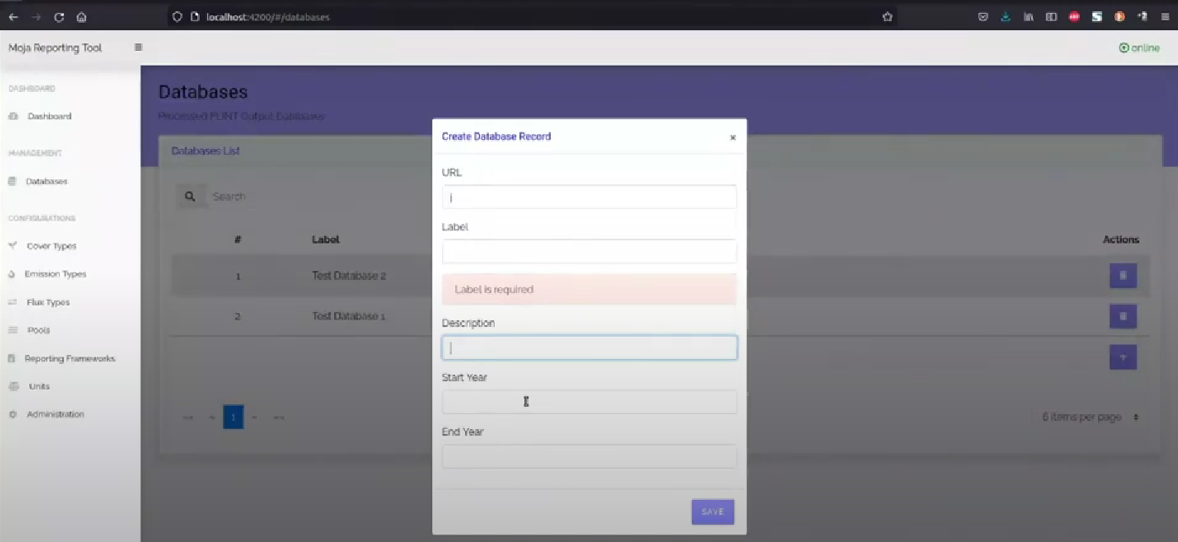 localhost:4200/#/databases
Moja Reporting Tool
online
DASHBOARD
Dashboard
MANAGEMENT
Databases
CONFIGURATIONS
Cover Types
Emission Types
Flux Types
Pools
Reporting Frameworks
Units
Administration
Databases
Processed FLINT Output Databases
Databases List
Search
# Label Actions
1 Test Database 2
2 Test Database 1
1
6 items per page
Create Database Record
×
URL
j
Label
Label is required
Description
Start Year
End Year
SAVE